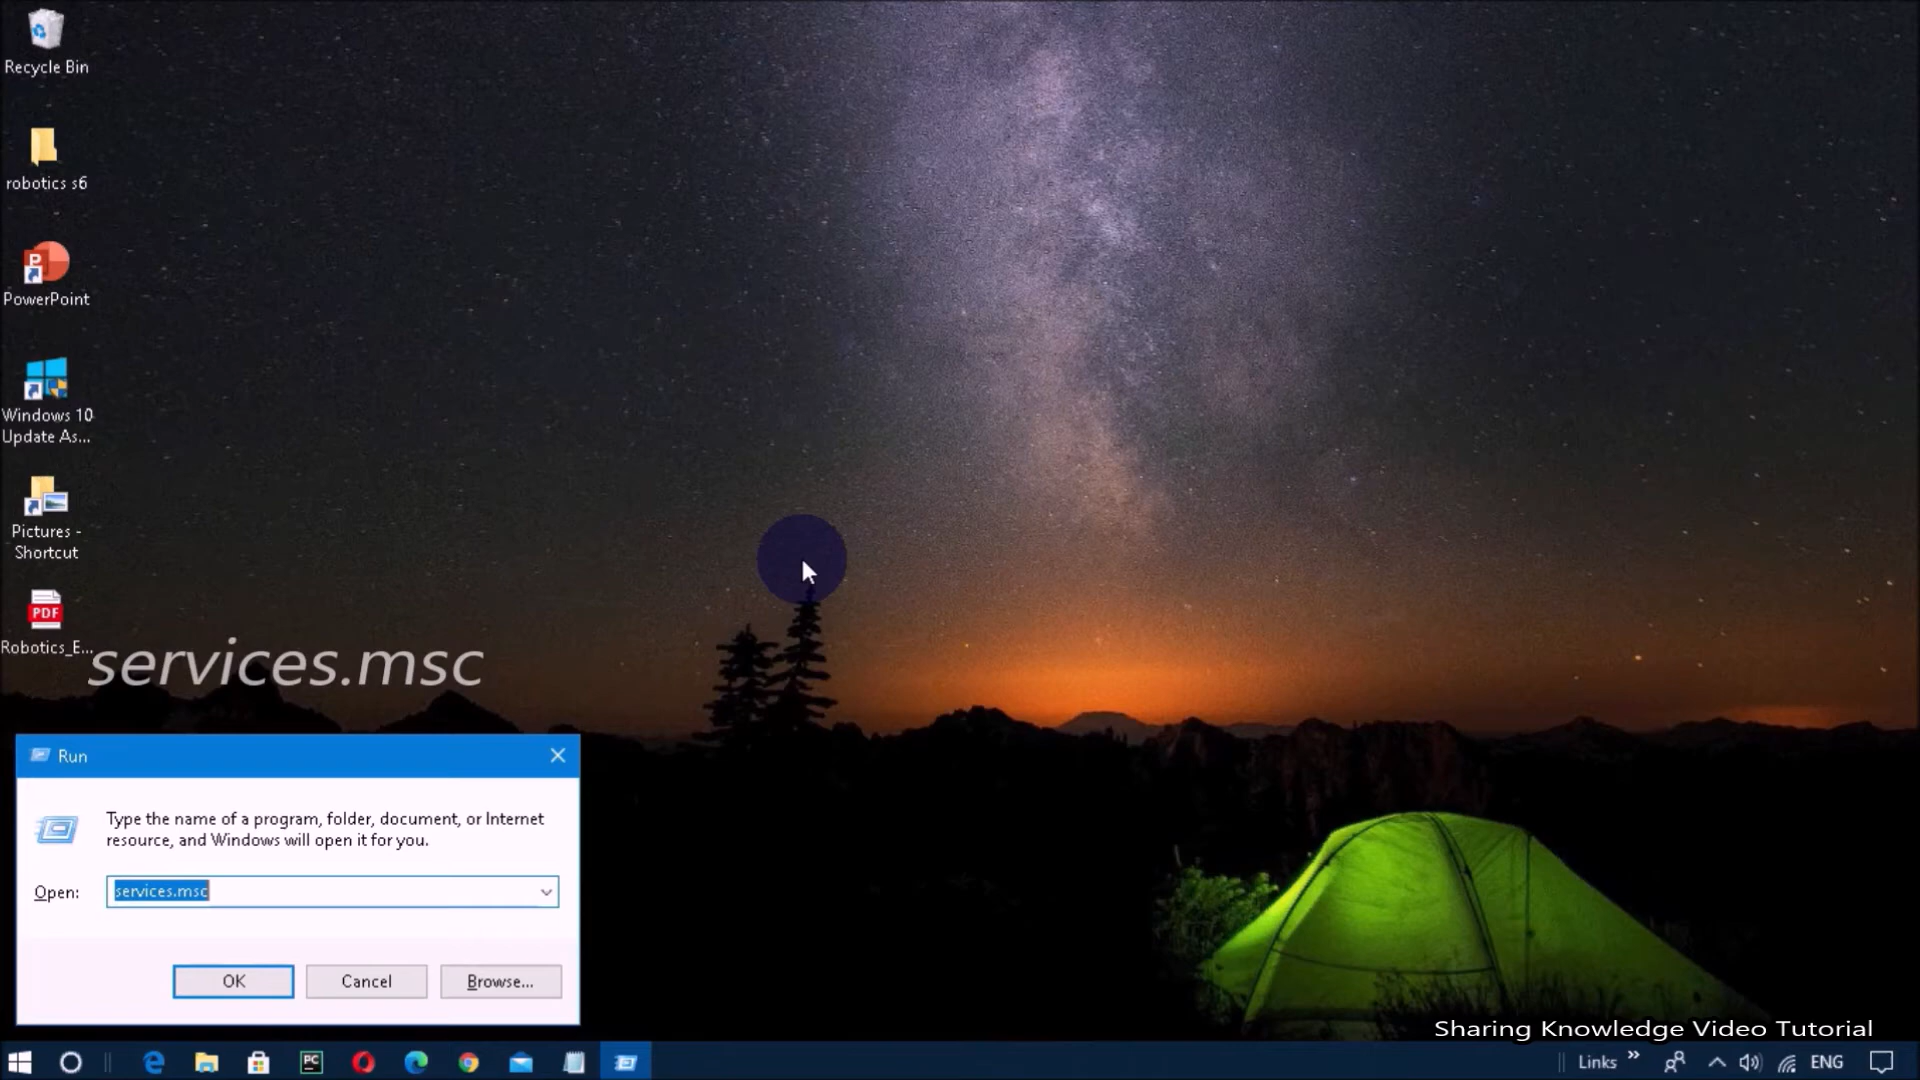 Recycle Bin
robotics s6
PowerPoint
Windows 10
Update As...
Pictures -
Shortcut
PDF
Robotics_E...
services.msc
Run
Type the name of a program, folder, document, or Internet
resource, and Windows will open it for you.
Open:
services.msc
OK
Cancel
Browse...
Sharing Knowledge Video Tutorial
PC
Links
ENG